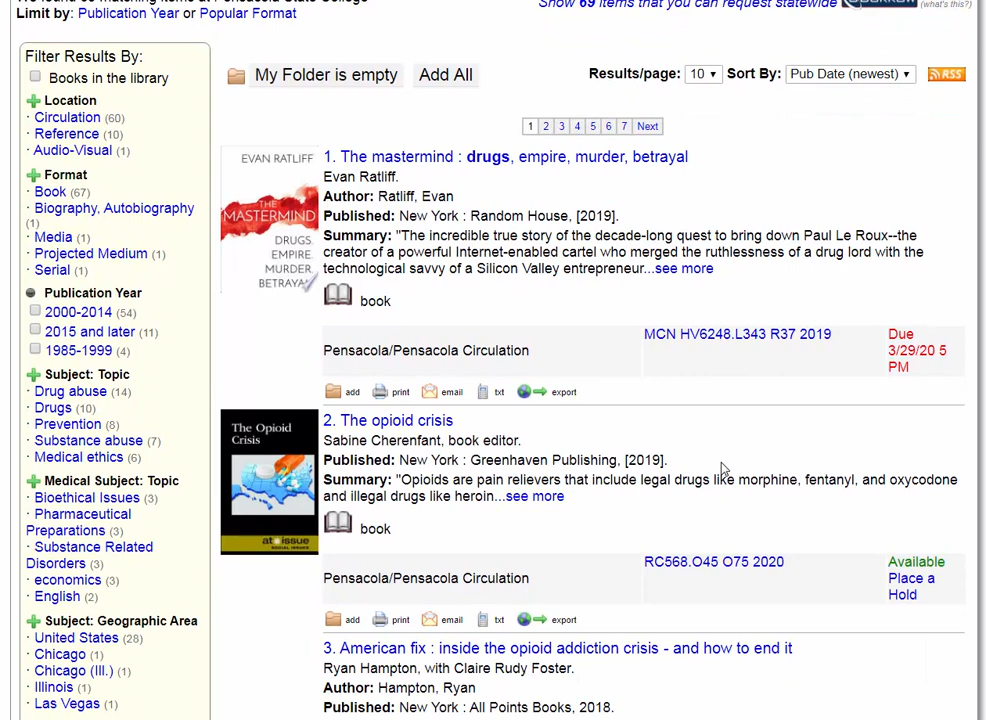 Limit by: Publication Year or Popular Format
Show 69 items that you can request statewide
(what's this?)
Filter Results By:
Books in the library
Location
· Circulation (60)
· Reference (10)
· Audio-Visual (1)
Format
· Book (67)
· Biography, Autobiography
(1)
· Media (1)
· Projected Medium (1)
· Serial (1)
Publication Year
2000-2014 (54)
2015 and later (11)
1985-1999 (4)
Subject: Topic
· Drug abuse (14)
· Drugs (10)
· Prevention (8)
· Substance abuse (7)
· Medical ethics (6)
Medical Subject: Topic
· Bioethical Issues (3)
· Pharmaceutical
Preparations (3)
· Substance Related
Disorders (3)
· economics (3)
· English (2)
Subject: Geographic Area
· United States (28)
· Chicago (1)
· Chicago (Ill.) (1)
· Illinois (1)
· Las Vegas (1)
My Folder is empty Add All
Results/page: 10 Sort By: Pub Date (newest) RSS
1 2 3 4 5 6 7 Next
EVAN RATLIFF
THE
MASTERMIND
DRUGS.
EMPIRE.
MURDER.
1. The mastermind : drugs, empire, murder, betrayal
Evan Ratliff.
Author: Ratliff, Evan
Published: New York : Random House, [2019].
Summary: "The incredible true story of the decade-long quest to bring down Paul Le Roux--the
creator of a powerful Internet-enabled cartel who merged the ruthlessness of a drug lord with the
technological savvy of a Silicon Valley entrepreneur...see more
book
Pensacola/Pensacola Circulation
MCN HV6248.L343 R37 2019
Due
3/29/20 5
PM
add print email txt export
The Opioid
Crisis
at issue
SOCIAL ISSUES
2. The opioid crisis
Sabine Cherenfant, book editor.
Published: New York : Greenhaven Publishing, [2019].
Summary: "Opioids are pain relievers that include legal drugs like morphine, fentanyl, and oxycodone
and illegal drugs like heroin...see more
book
Pensacola/Pensacola Circulation
RC568.O45 O75 2020
Available
Place a
Hold
add print email txt export
3. American fix : inside the opioid addiction crisis - and how to end it
Ryan Hampton, with Claire Rudy Foster.
Author: Hampton, Ryan
Published: New York : All Points Books, 2018.